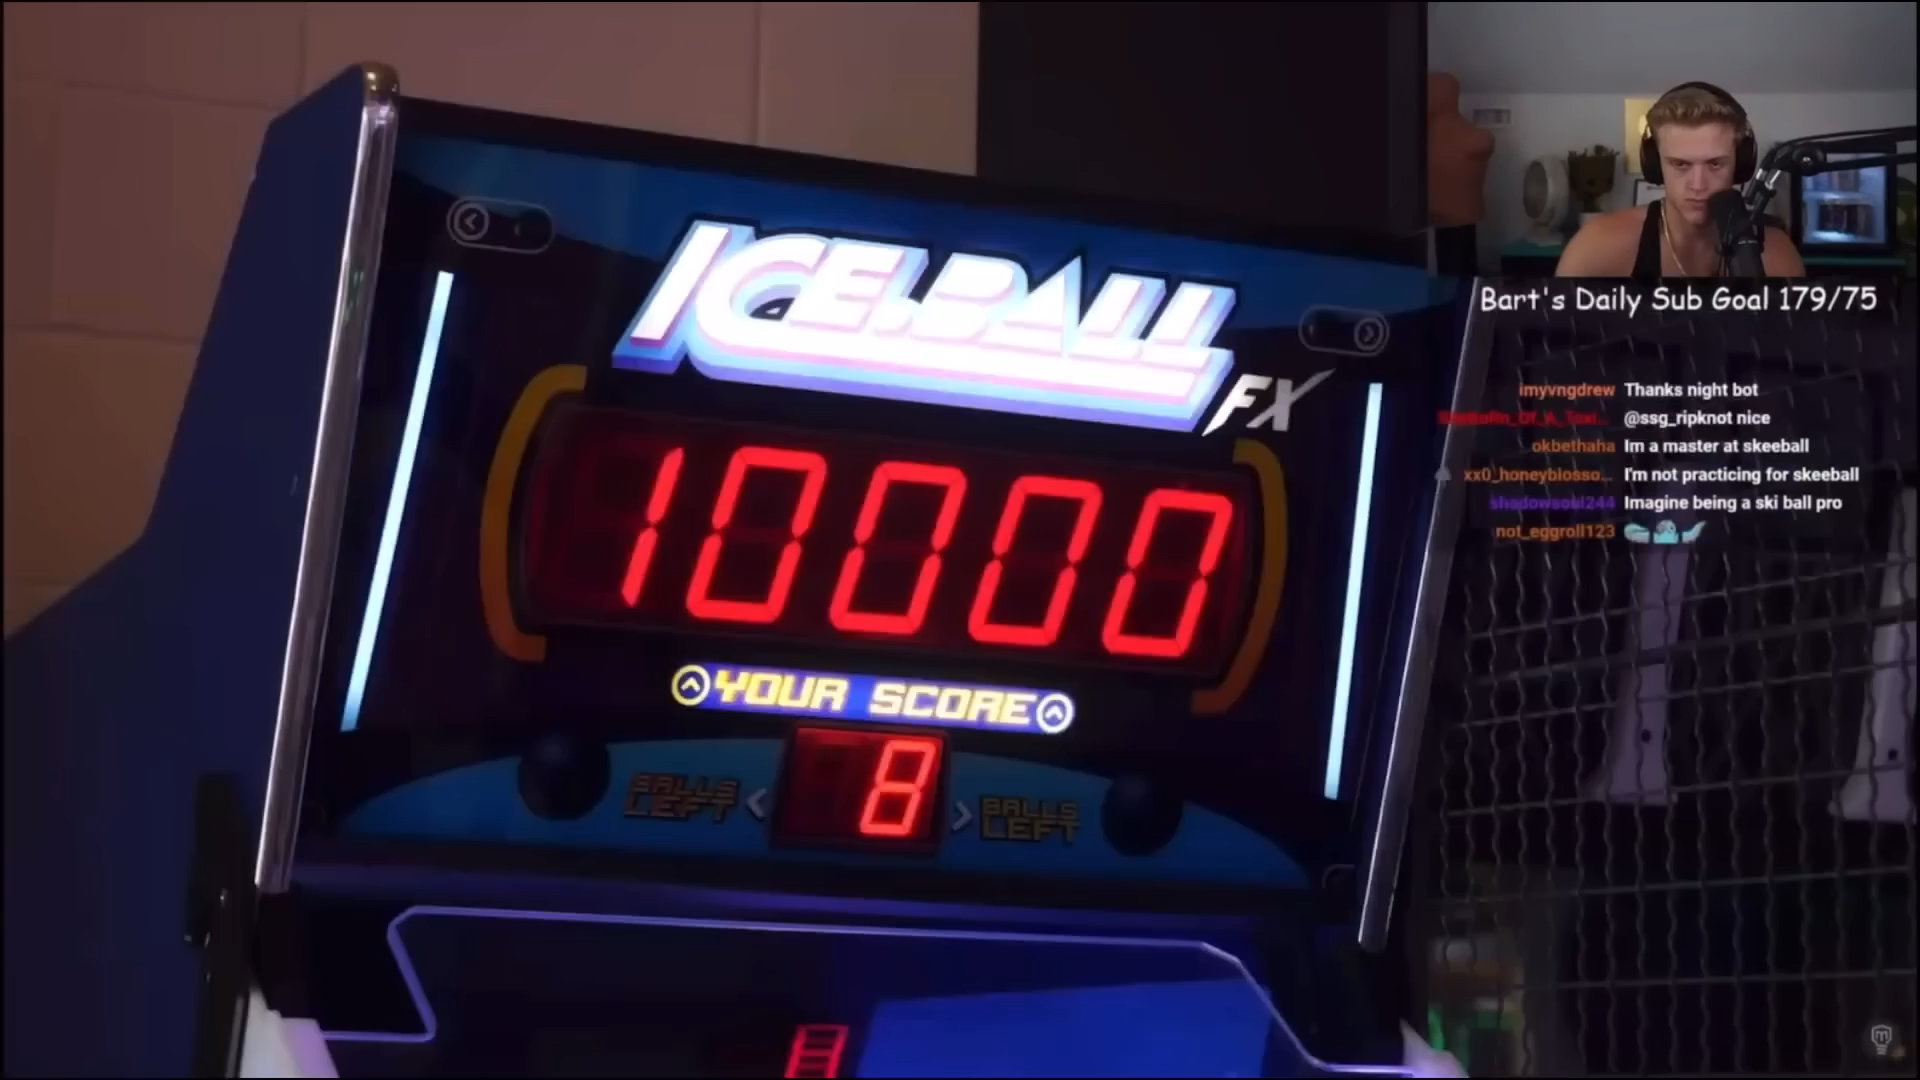 ICE.BALL
FX
10000
YOUR SCORE
BALLS LEFT
8
BALLS LEFT
Bart's Daily Sub Goal 179/75
imyvngdrew Thanks night bot
@ssg_ripknot nice
okbethaha Im a master at skeeball
xx0_honeyblosso... I'm not practicing for skeeball
shadowsoul244 Imagine being a ski ball pro
not_eggroll123